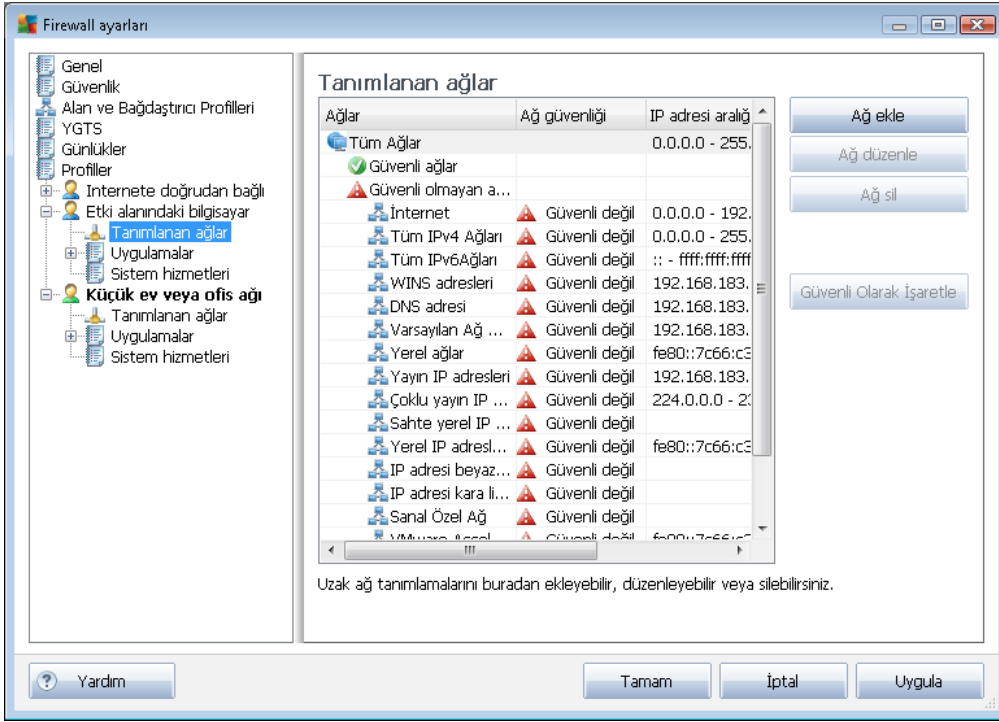 Firewall ayarları
Genel
Güvenlik
Alan ve Bağdaştırıcı Profilleri
YGTS
Günlükler
Profiller
Internete doğrudan bağlı
Etki alanındaki bilgisayar
Tanımlanan ağlar
Uygulamalar
Sistem hizmetleri
Küçük ev veya ofis ağı
Tanımlanan ağlar
Uygulamalar
Sistem hizmetleri
Tanımlanan ağlar
Ağlar Ağ güvenliği IP adresi aralığ
Tüm Ağlar 0.0.0.0 - 255.
Güvenli ağlar
Güvenli olmayan a...
İnternet Güvenli değil 0.0.0.0 - 192.
Tüm IPv4 Ağları Güvenli değil 0.0.0.0 - 255.
Tüm IPv6Ağları Güvenli değil :: - ffff:ffff:ffff
WINS adresleri Güvenli değil 192.168.183.
DNS adresi Güvenli değil 192.168.183.
Varsayılan Ağ ... Güvenli değil 192.168.183.
Yerel ağlar Güvenli değil fe80::7c66:c3
Yayın IP adresleri Güvenli değil 192.168.183.
Çoklu yayın IP ... Güvenli değil 224.0.0.0 - 23
Sahte yerel IP ... Güvenli değil
Yerel IP adresl... Güvenli değil fe80::7c66:c3
IP adresi beyaz... Güvenli değil
IP adresi kara li... Güvenli değil
Sanal Özel Ağ Güvenli değil
VMware Accel... Güvenli değil fe80::7c66:c3
Ağ ekle
Ağ düzenle
Ağ sil
Güvenli Olarak İşaretle
Uzak ağ tanımlamalarını buradan ekleyebilir, düzenleyebilir veya silebilirsiniz.
Yardım
Tamam
İptal
Uygula